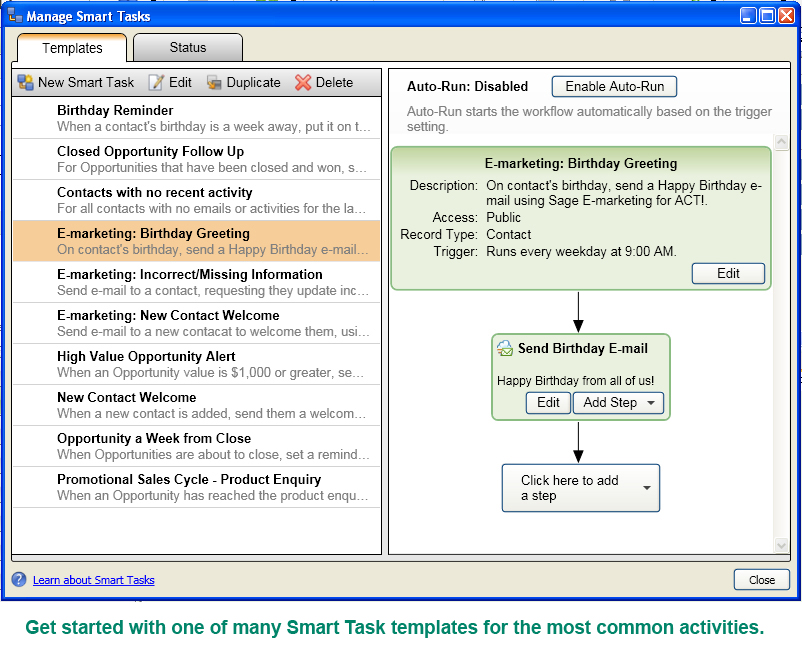 Manage Smart Tasks
Templates
Status
New Smart Task
Edit
Duplicate
Delete
Birthday Reminder
When a contact's birthday is a week away, put it on t...
Closed Opportunity Follow Up
For Opportunities that have been closed and won, s...
Contacts with no recent activity
For all contacts with no emails or activities for the la...
E-marketing: Birthday Greeting
On contact's birthday, send a Happy Birthday e-mail...
E-marketing: Incorrect/Missing Information
Send e-mail to a contact, requesting they update inc...
E-marketing: New Contact Welcome
Send e-mail to a new contacat to welcome them, usi...
High Value Opportunity Alert
When an Opportunity value is $1,000 or greater, se...
New Contact Welcome
When a new contact is added, send them a welcom...
Opportunity a Week from Close
When Opportunities are about to close, set a remind...
Promotional Sales Cycle - Product Enquiry
When an Opportunity has reached the product enqu...
Auto-Run: Disabled
Enable Auto-Run
Auto-Run starts the workflow automatically based on the trigger
setting.
E-marketing: Birthday Greeting
Description: On contact's birthday, send a Happy Birthday e-
mail using Sage E-marketing for ACT!.
Access: Public
Record Type: Contact
Trigger: Runs every weekday at 9:00 AM.
Edit
Send Birthday E-mail
Happy Birthday from all of us!
Edit
Add Step
Click here to add
a step
? Learn about Smart Tasks
Close
Get started with one of many Smart Task templates for the most common activities.